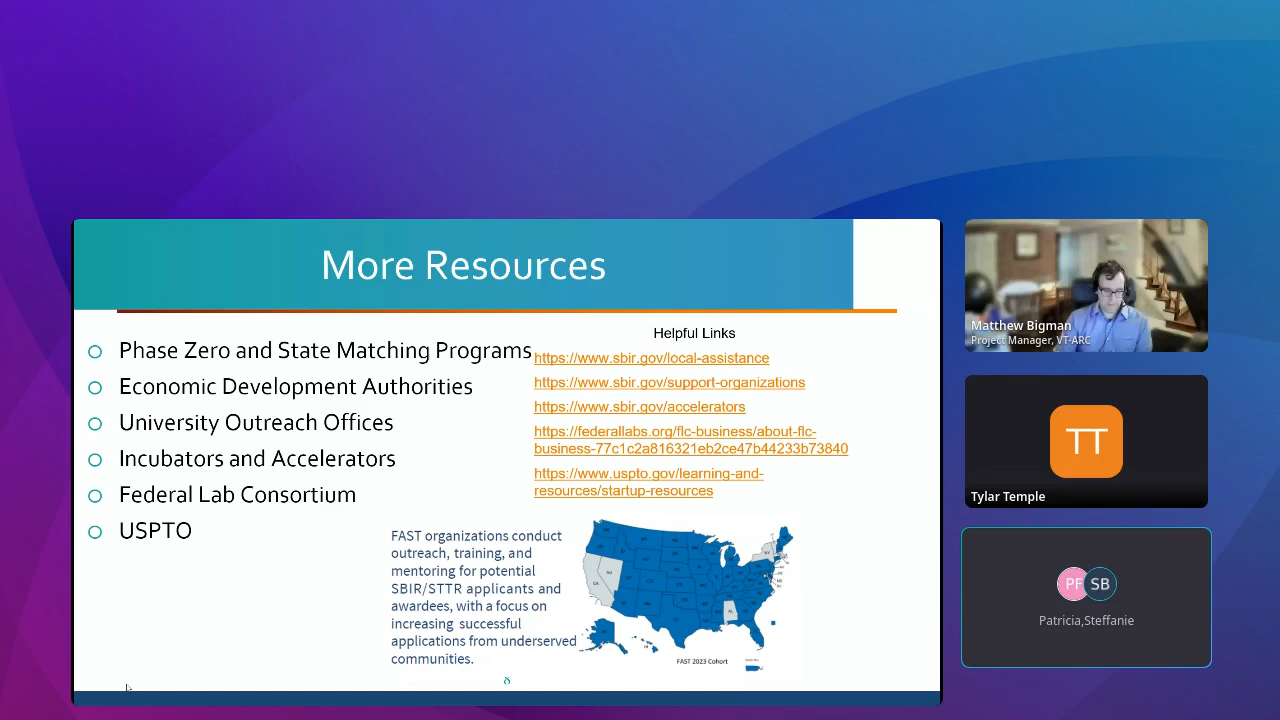 More Resources
Phase Zero and State Matching Programs
Economic Development Authorities
University Outreach Offices
Incubators and Accelerators
Federal Lab Consortium
USPTO
Helpful Links
https://www.sbir.gov/local-assistance
https://www.sbir.gov/support-organizations
https://www.sbir.gov/accelerators
https://federallabs.org/flc-business/about-flc-
business-77c1c2a816321eb2ce47b44233b73840
https://www.uspto.gov/learning-and-
resources/startup-resources
FAST organizations conduct
outreach, training, and
mentoring for potential
SBIR/STTR applicants and
awardees, with a focus on
increasing successful
applications from underserved
communities.
NV
CA
AL
FAST 2023 Cohort
8
Matthew Bigman
Project Manager, VT-ARC
TT
Tylar Temple
PF SB
Patricia,Steffanie